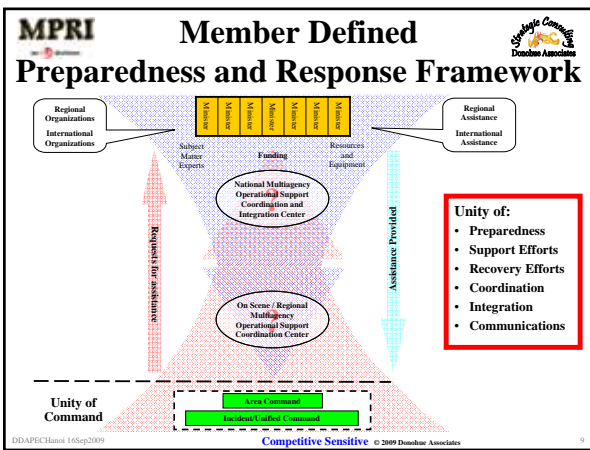 MPRI
Member Defined
Preparedness and Response Framework
Strategic Consulting
Donohue Associates
Regional
Organizations
International
Organizations
Minister
Minister
Minister
Minister
Minister
Minister
Minister
Regional
Assistance
International
Assistance
Subject
Matter
Experts
Funding
Resources
and
Equipment
?
National Multiagency
Operational Support
Coordination and
Integration Center
Requests for assistance
Assistance Provided
Unity of:
• Preparedness
• Support Efforts
• Recovery Efforts
• Coordination
• Integration
• Communications
?
On Scene / Regional
Multiagency
Operational Support
Coordination Center
Unity of
Command
Area Command
Incident/Unified Command
DDAPECHanoi 16Sep2009
Competitive Sensitive © 2009 Donohue Associates
9